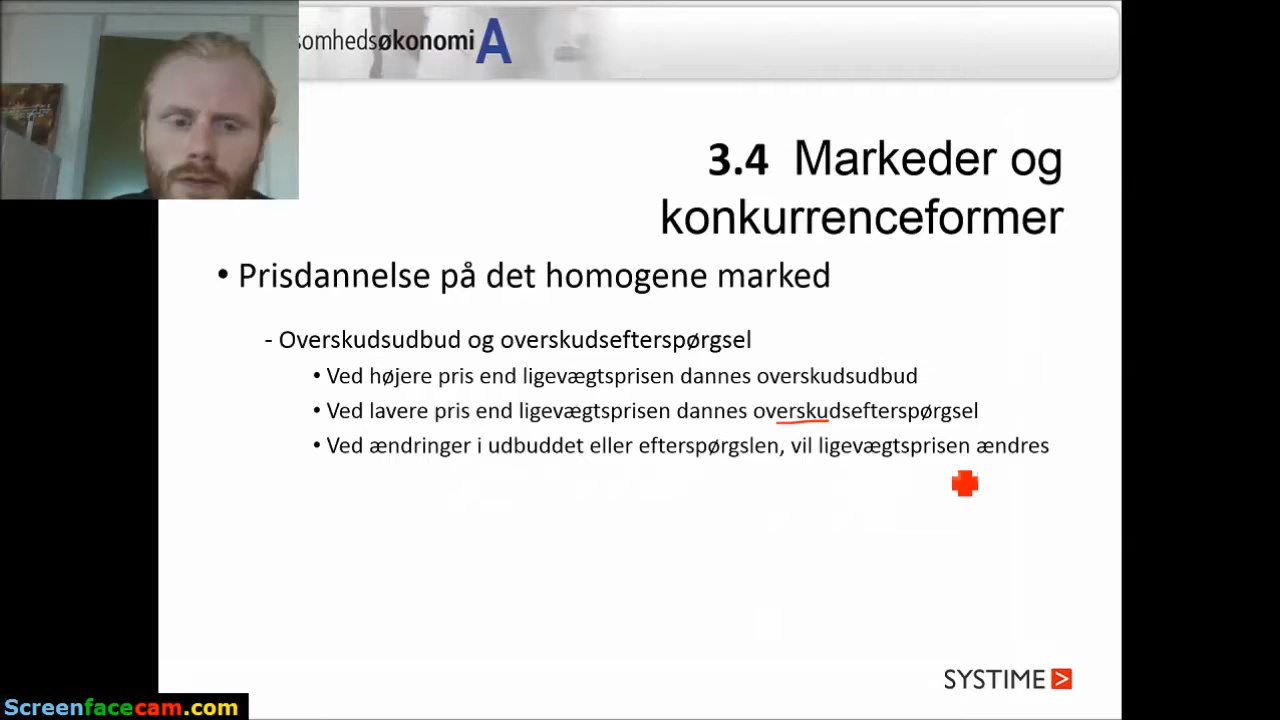 somhedsøkonomi A
3.4 Markeder og
konkurrenceformer
• Prisdannelse på det homogene marked
- Overskudsudbud og overskudsefterspørgsel
• Ved højere pris end ligevægtsprisen dannes overskudsudbud
• Ved lavere pris end ligevægtsprisen dannes overskudsefterspørgsel
• Ved ændringer i udbuddet eller efterspørgslen, vil ligevægtsprisen ændres
SYSTIME >
Screenfacecam.com